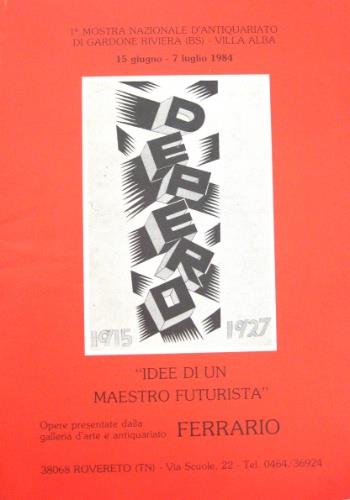 1ª MOSTRA NAZIONALE D'ANTIQUARIATO
DI GARDONE RIVIERA (BS) - VILLA ALBA
15 giugno - 7 luglio 1984
DEPERO
1915 1927
"IDEE DI UN
MAESTRO FUTURISTA"
Opere presentate dalla
galleria d'arte e antiquariato FERRARIO
38068 ROVERETO (TN) - Via Scuole, 22 - Tel. 0464/36924